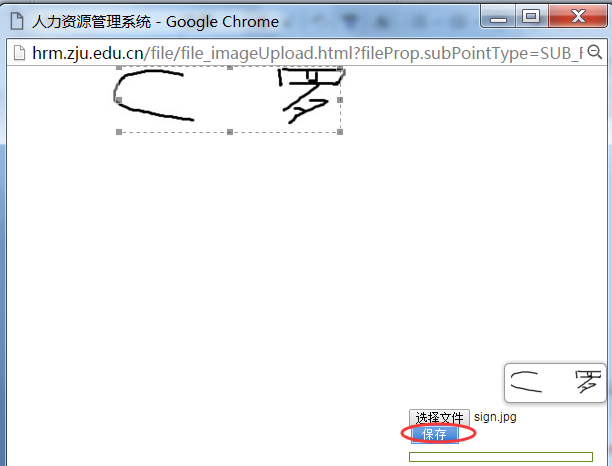 人力资源管理系统 - Google Chrome
hrm.zju.edu.cn/file/file_imageUpload.html?fileProp.subPointType=SUB_F
选择文件 sign.jpg
保存